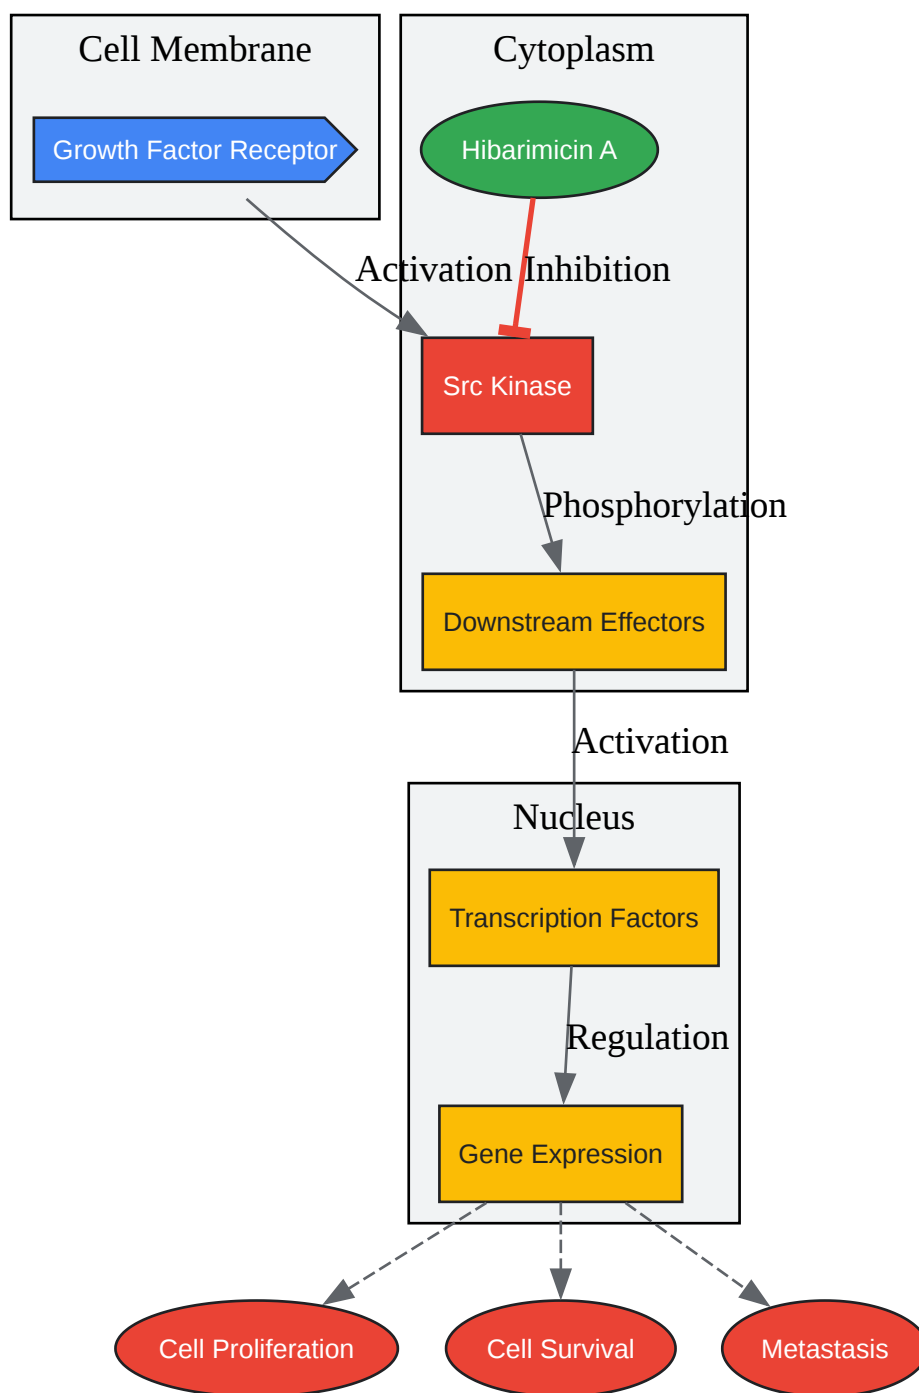 Cell Membrane
Cytoplasm
Growth Factor Receptor
Hibarimicin A
Activation
Inhibition
Src Kinase
Phosphorylation
Downstream Effectors
Activation
Nucleus
Transcription Factors
Regulation
Gene Expression
Cell Proliferation
Cell Survival
Metastasis